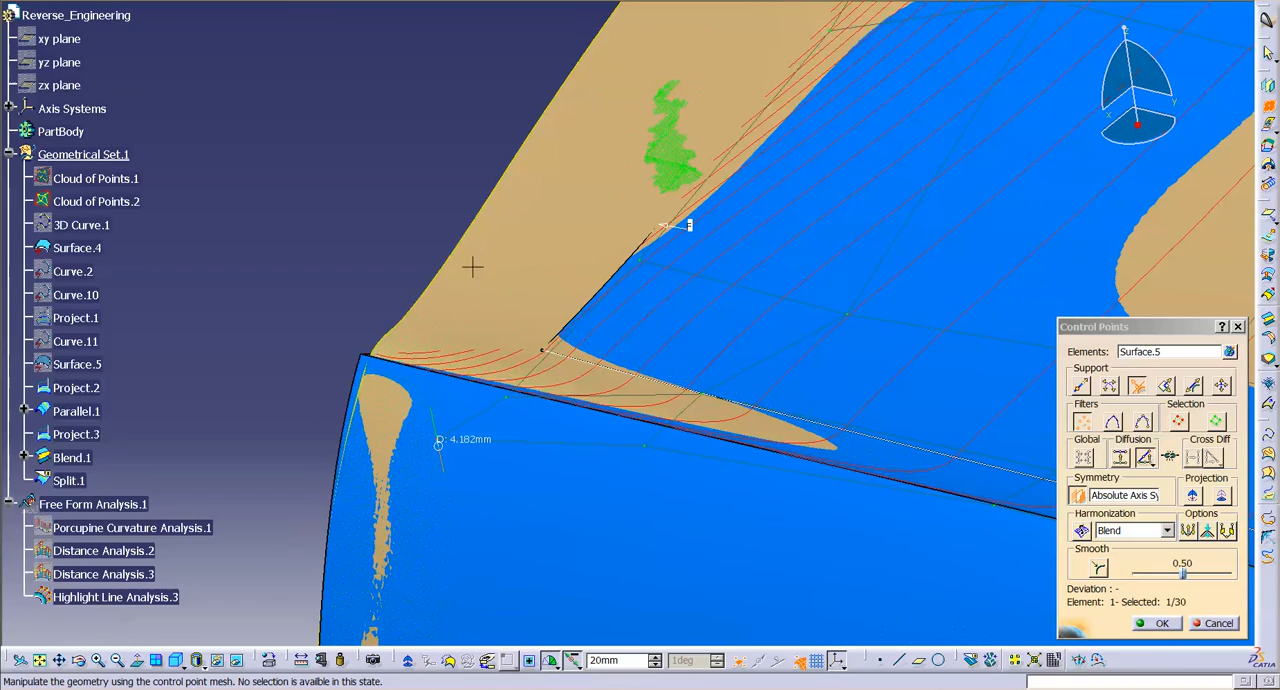 Reverse_Engineering
xy plane
yz plane
zx plane
Axis Systems
PartBody
Geometrical Set.1
Cloud of Points.1
Cloud of Points.2
3D Curve.1
Surface.4
Curve.2
Curve.10
Project.1
Curve.11
Surface.5
Project.2
Parallel.1
Project.3
Blend.1
Split.1
Free Form Analysis.1
Porcupine Curvature Analysis.1
Distance Analysis.2
Distance Analysis.3
Highlight Line Analysis.3
D: 4.182mm
z
x
Y
Control Points
Elements: Surface.5
Support
Filters Selection
Global Diffusion Cross Diff
Symmetry Projection
Absolute Axis Sy
Harmonization Options
Blend
Smooth
0.50
Deviation : -
Element: 1- Selected: 1/30
OK Cancel
20mm 1deg
CATIA
Manipulate the geometry using the control point mesh. No selection is availble in this state.